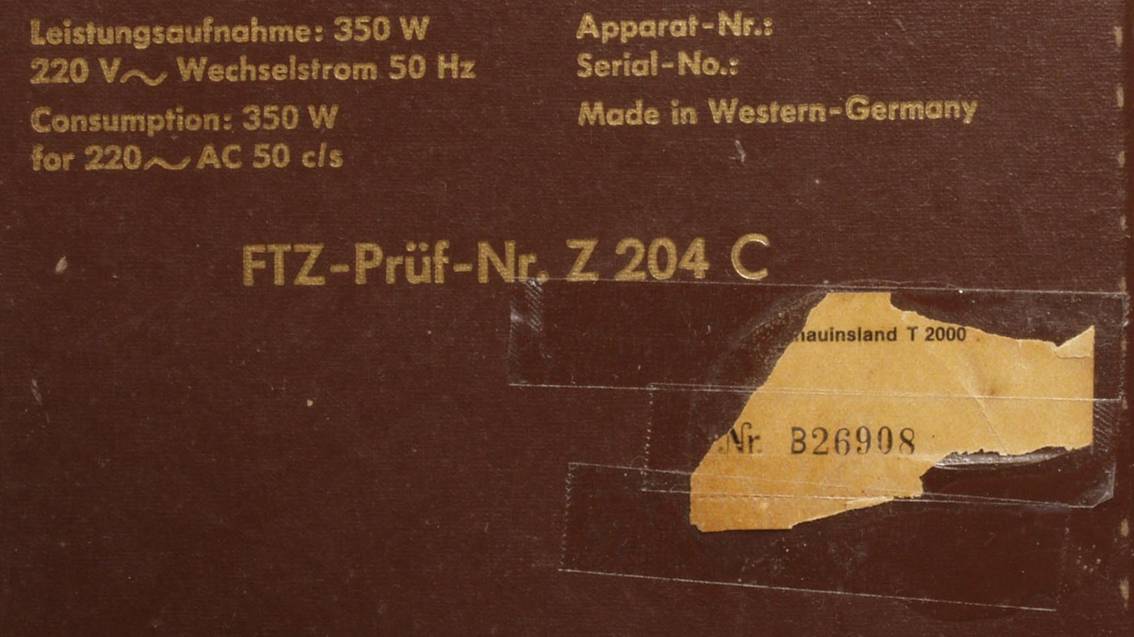 Leistungsaufnahme: 350 W
220 V~ Wechselstrom 50 Hz
Consumption: 350 W
for 220~ AC 50 c/s
Apparat-Nr.:
Serial-No.:
Made in Western-Germany
FTZ-Prüf-Nr. Z 204 C
T 2000
Nr. B26908